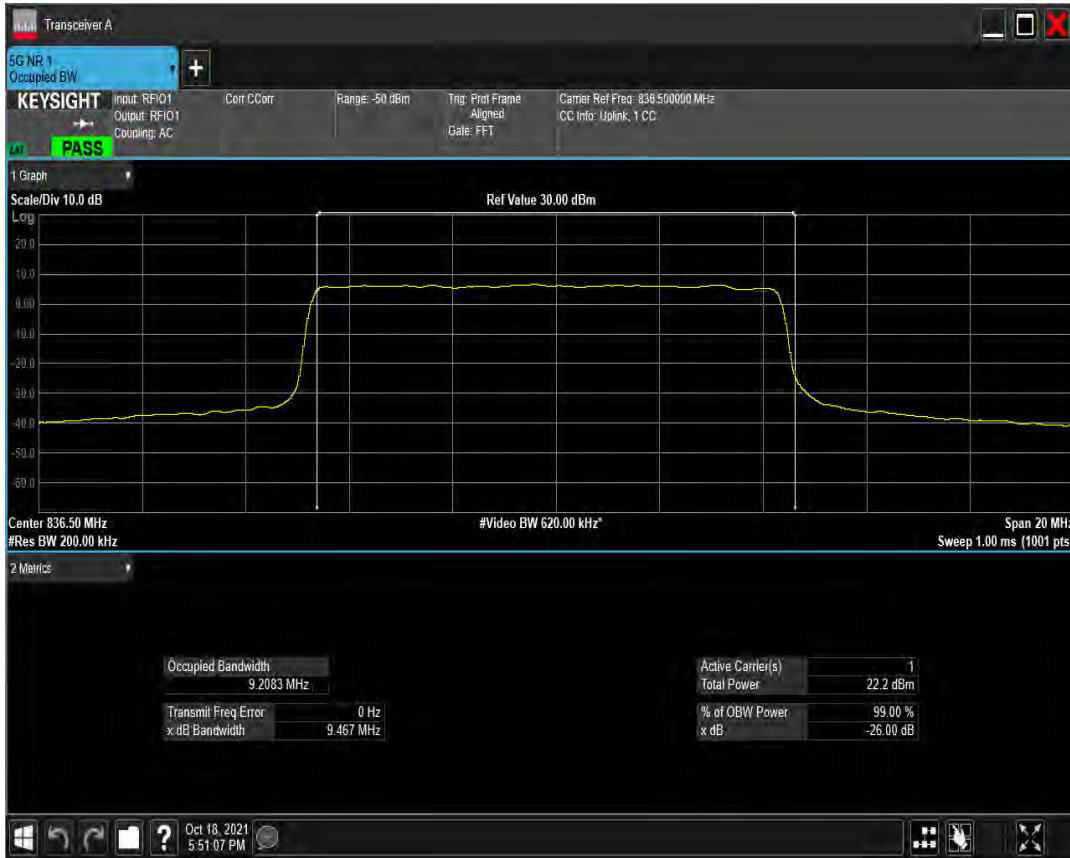 Transceiver A
5G NR 1
Occupied BW
+
KEYSIGHT
Input: RFIO1
Output: RFIO1
Coupling: AC
Corr CCorr
Range: -50 dBm
Trig: Prot Frame
Aligned
Gate: FFT
Carrier Ref Freq: 836.500000 MHz
CC Info: Uplink, 1 CC
PASS
1 Graph
Scale/Div 10.0 dB
Ref Value 30.00 dBm
Log
20.0
10.0
0.00
-10.0
-20.0
-30.0
-40.0
-50.0
-60.0
Center 836.50 MHz
#Video BW 620.00 kHz*
Span 20 MHz
#Res BW 200.00 kHz
Sweep 1.00 ms (1001 pts
2 Metrics
Occupied Bandwidth
9.2083 MHz
Transmit Freq Error 0 Hz
x dB Bandwidth 9.467 MHz
Active Carrier(s) 1
Total Power 22.2 dBm
% of OBW Power 99.00 %
x dB -26.00 dB
?
Oct 18, 2021
5:51:07 PM